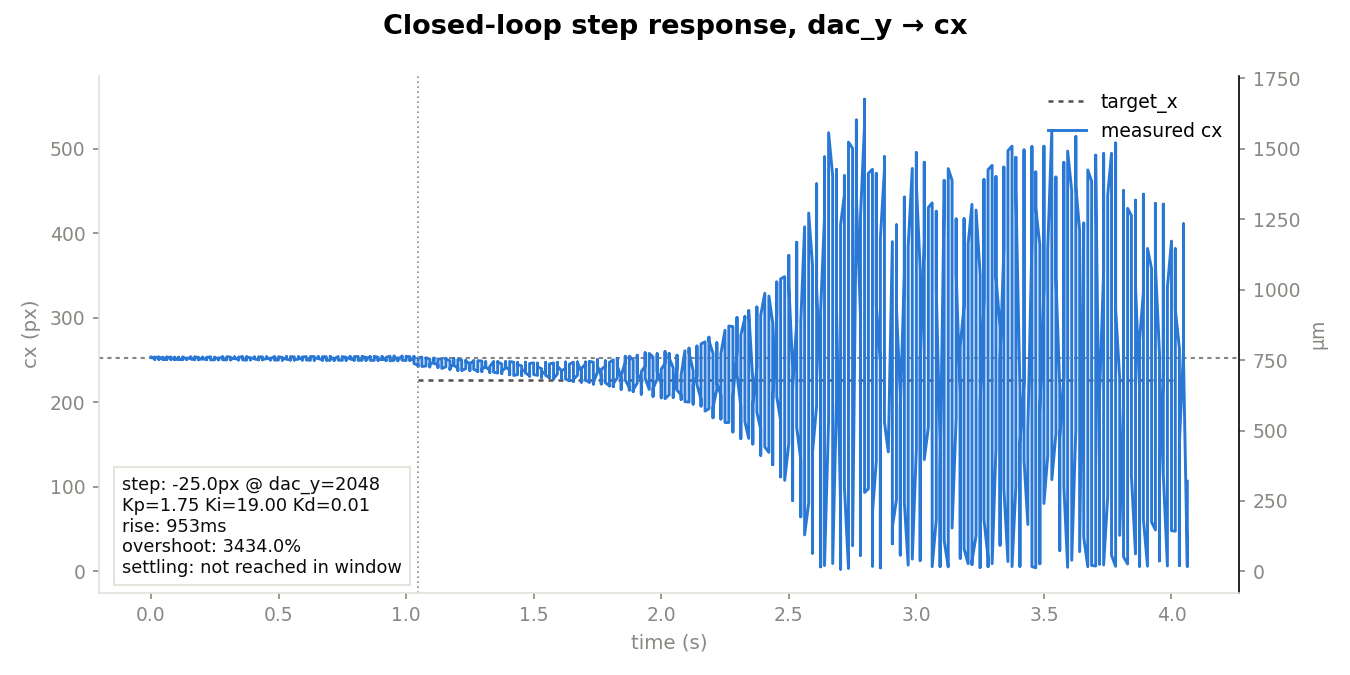 Closed-loop step response, dac_y → cx
1750
1500
1250
1000
750
500
250
0
µm
500
400
300
200
100
0
cx (px)
target_x
measured cx
step: -25.0px @ dac_y=2048
Kp=1.75 Ki=19.00 Kd=0.01
rise: 953ms
overshoot: 3434.0%
settling: not reached in window
0.0 0.5 1.0 1.5 2.0 2.5 3.0 3.5 4.0
time (s)